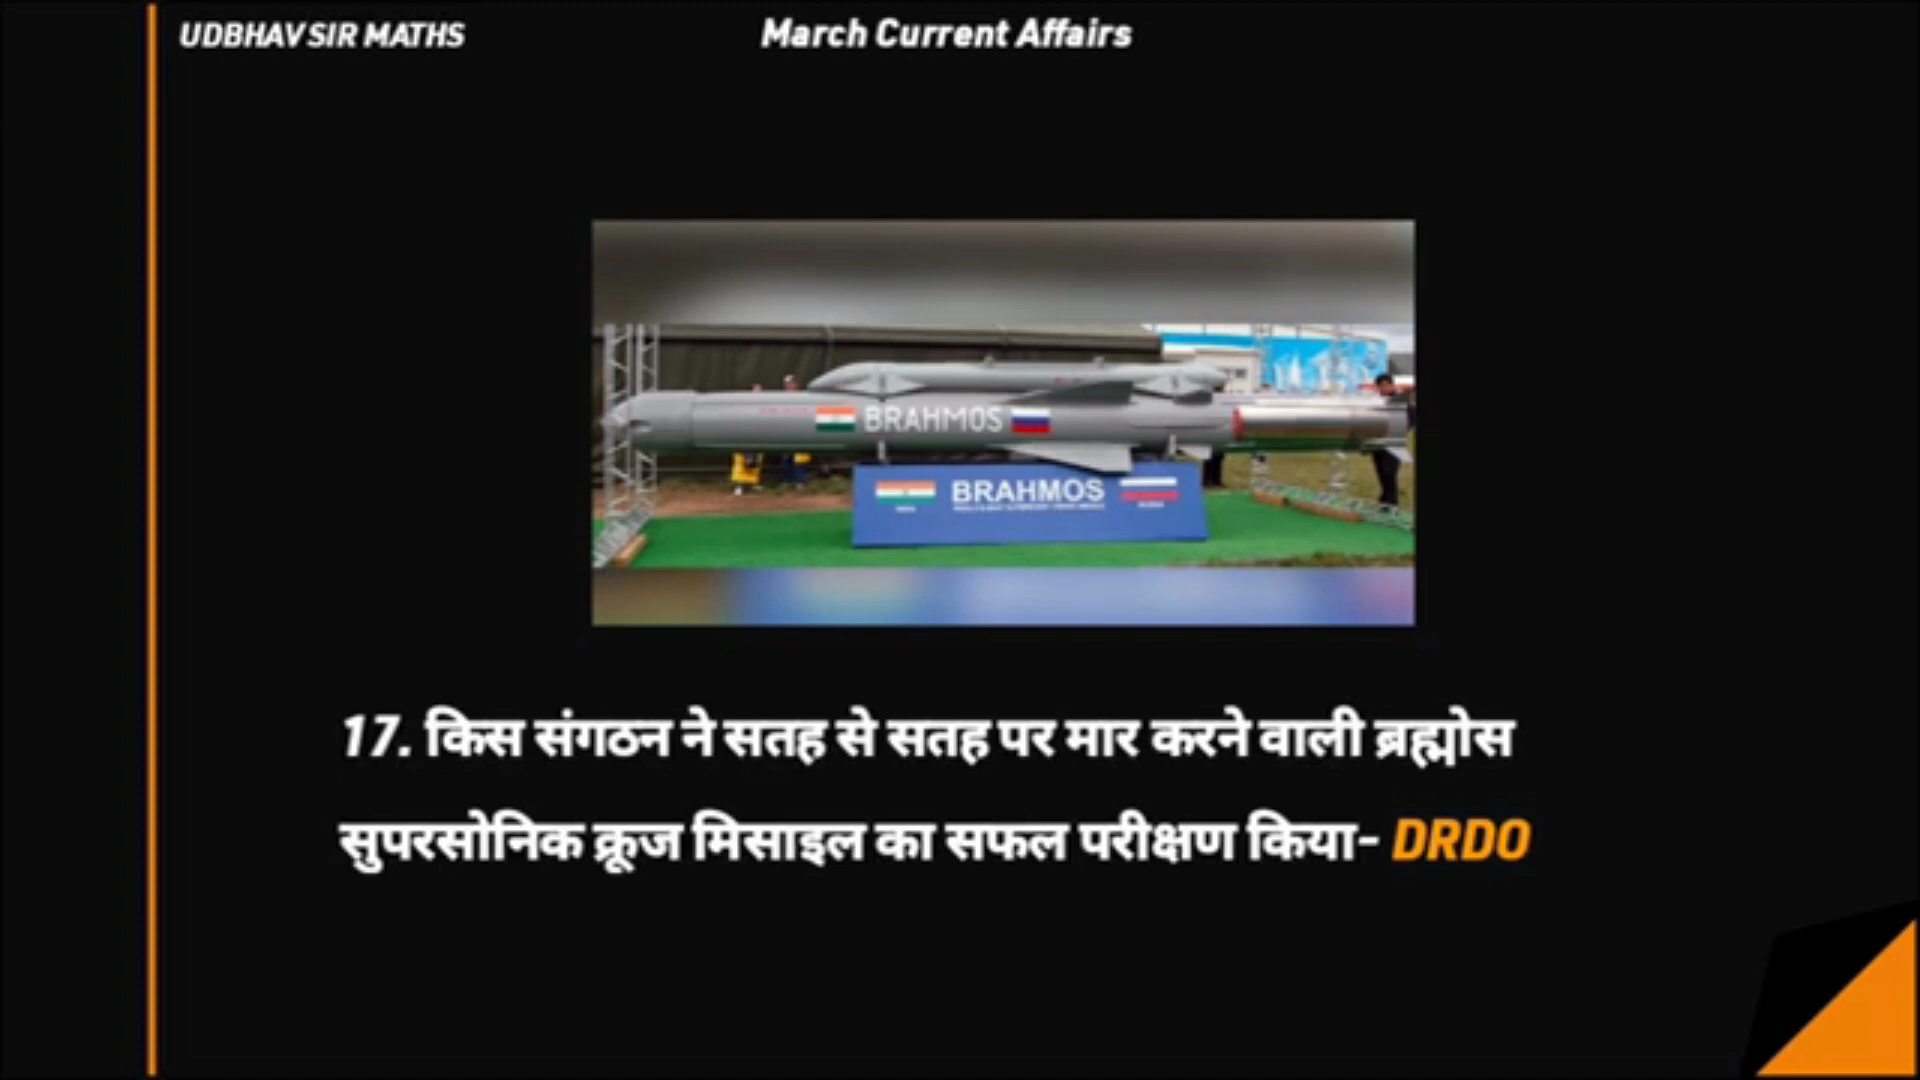 UDBHAV SIR MATHS
March Current Affairs
BRAHMOS
BRAHMOS
17. किस संगठन ने सतह से सतह पर मार करने वाली ब्रह्मोस
सुपरसोनिक क्रूज मिसाइल का सफल परीक्षण किया- DRDO